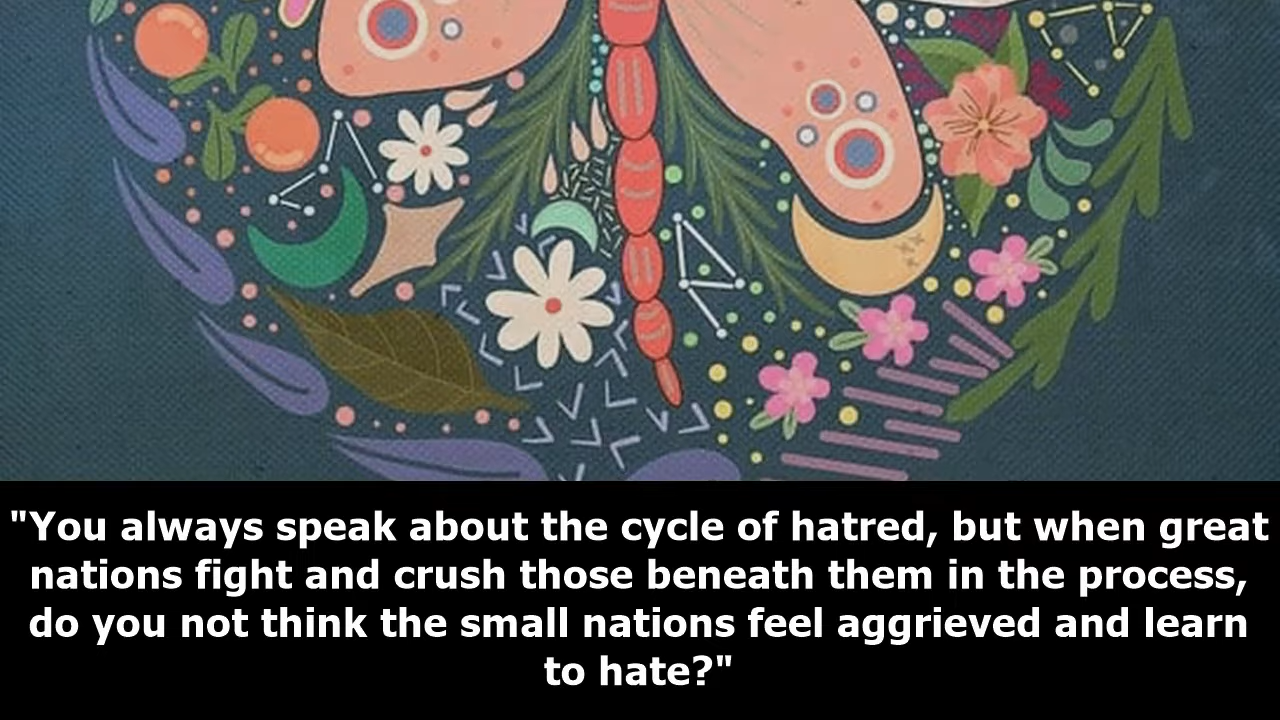 "You always speak about the cycle of hatred, but when great
nations fight and crush those beneath them in the process,
do you not think the small nations feel aggrieved and learn
to hate?"